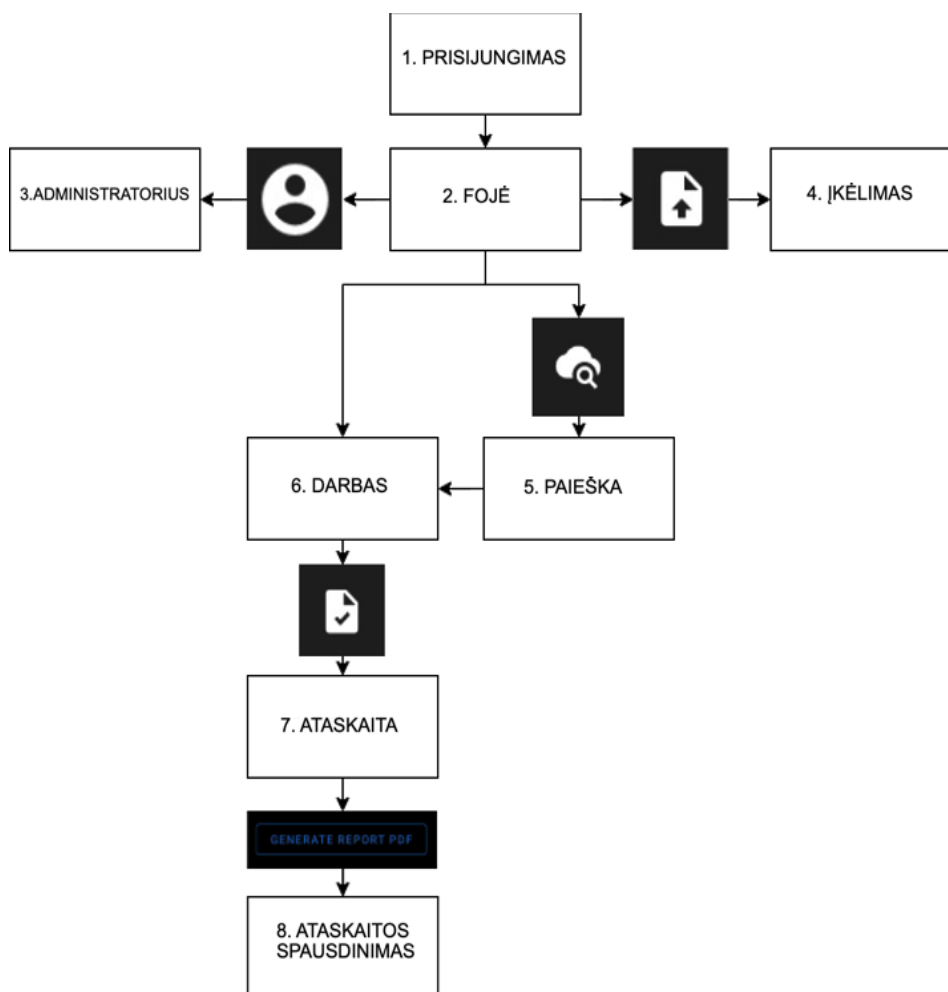 1. PRISIJUNGIMAS
3.ADMINISTRATORIUS
2. FOJĖ
4. ĮKĖLIMAS
6. DARBAS
5. PAIEŠKA
7. ATASKAITA
GENERATE REPORT PDF
8. ATASKAITOS
SPAUSDINIMAS